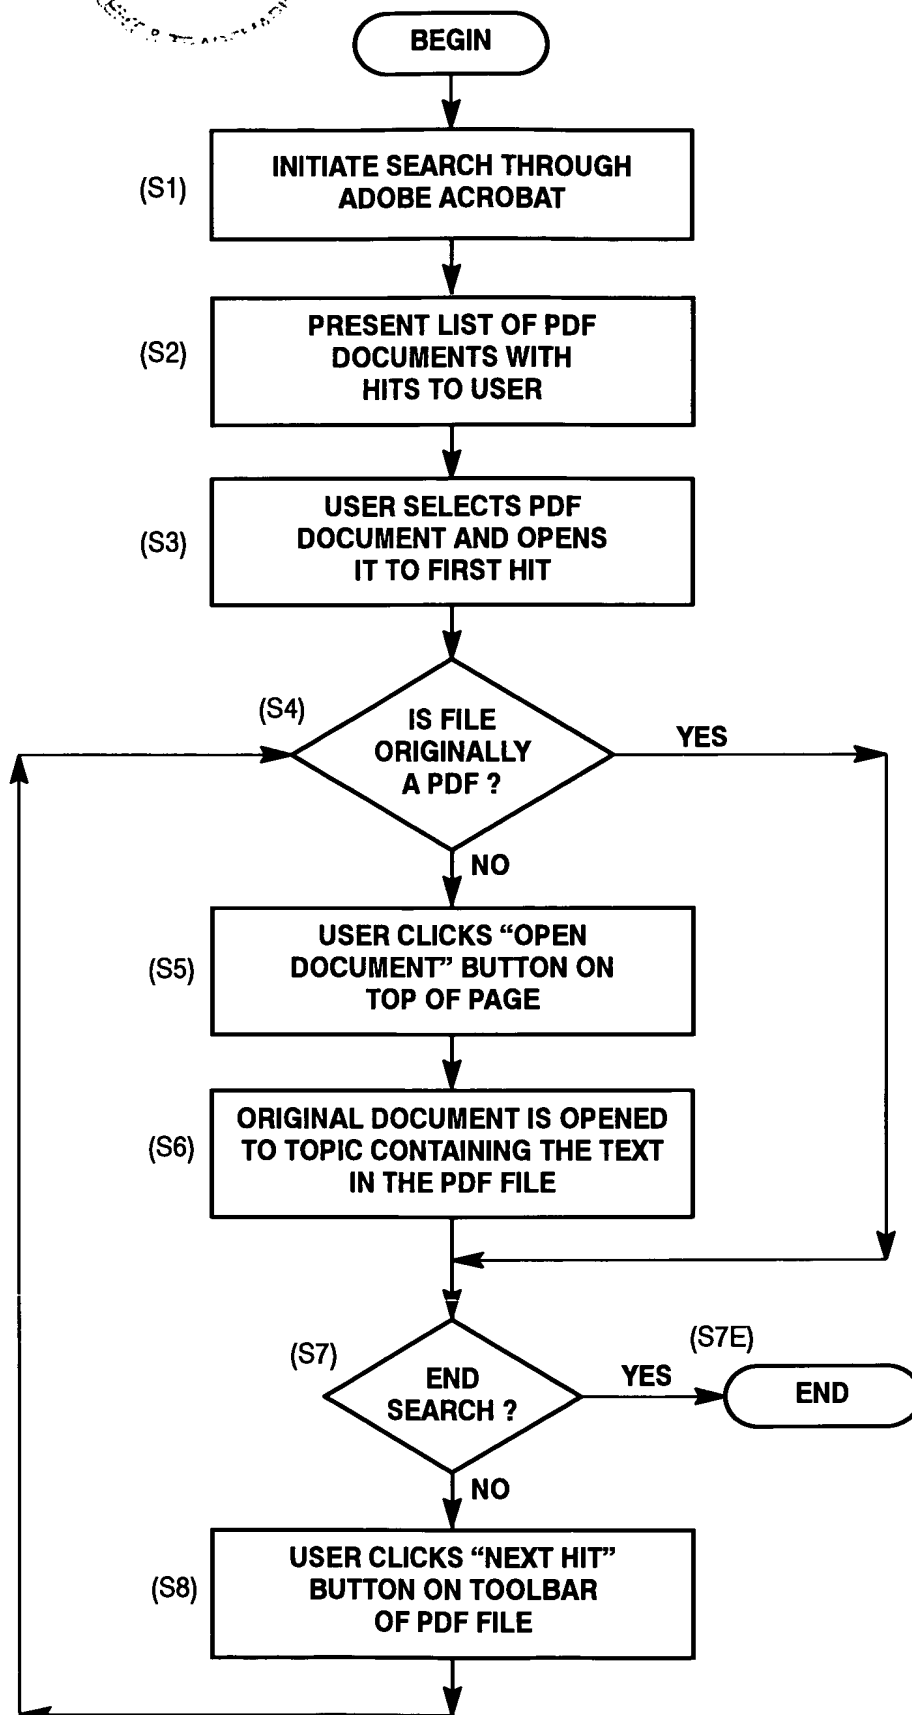 BEGIN
(S1)
INITIATE SEARCH THROUGH
ADOBE ACROBAT
(S2)
PRESENT LIST OF PDF
DOCUMENTS WITH
HITS TO USER
(S3)
USER SELECTS PDF
DOCUMENT AND OPENS
IT TO FIRST HIT
(S4)
IS FILE
ORIGINALLY
A PDF ?
YES
NO
(S5)
USER CLICKS “OPEN
DOCUMENT” BUTTON ON
TOP OF PAGE
(S6)
ORIGINAL DOCUMENT IS OPENED
TO TOPIC CONTAINING THE TEXT
IN THE PDF FILE
(S7)
END
SEARCH ?
YES
(S7E)
END
NO
(S8)
USER CLICKS “NEXT HIT”
BUTTON ON TOOLBAR
OF PDF FILE